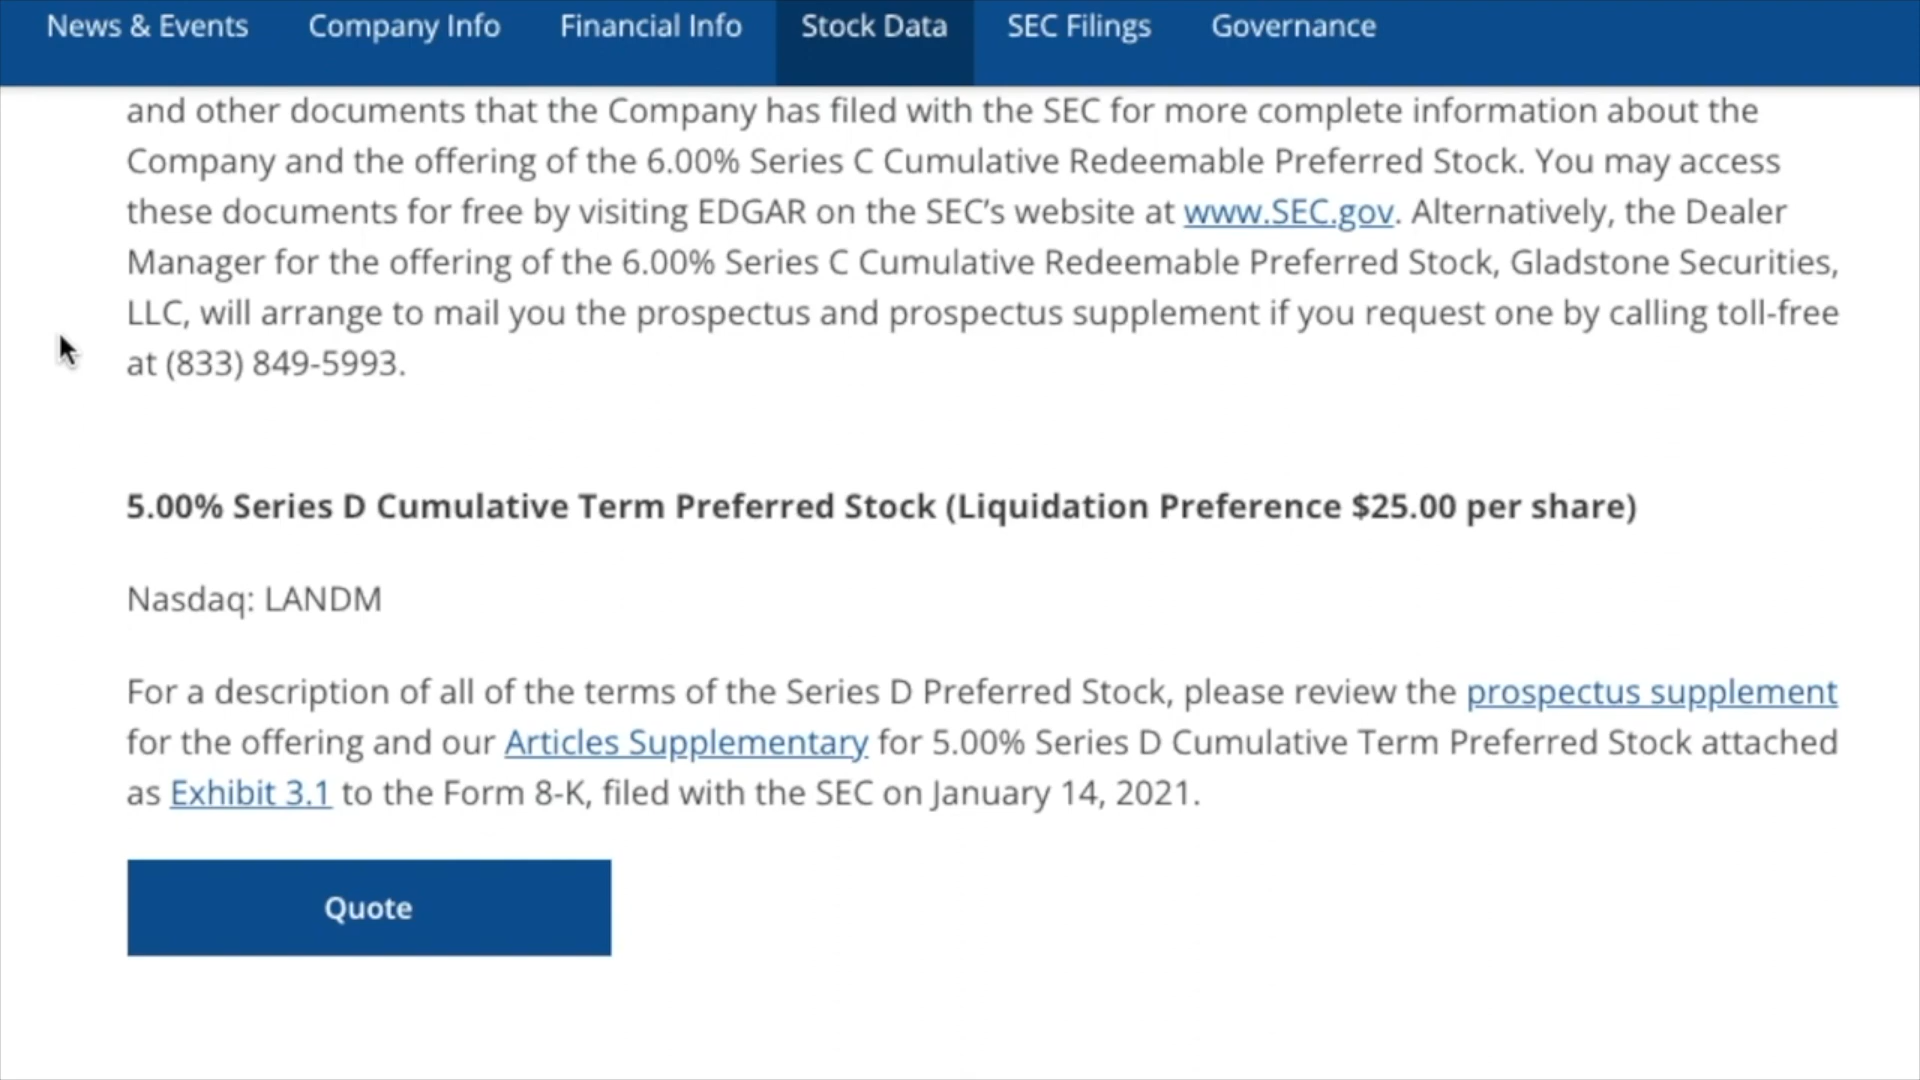 News & Events Company Info Financial Info Stock Data SEC Filings Governance
and other documents that the Company has filed with the SEC for more complete information about the
Company and the offering of the 6.00% Series C Cumulative Redeemable Preferred Stock. You may access
these documents for free by visiting EDGAR on the SEC’s website at www.SEC.gov. Alternatively, the Dealer
Manager for the offering of the 6.00% Series C Cumulative Redeemable Preferred Stock, Gladstone Securities,
LLC, will arrange to mail you the prospectus and prospectus supplement if you request one by calling toll-free
at (833) 849-5993.
5.00% Series D Cumulative Term Preferred Stock (Liquidation Preference $25.00 per share)
Nasdaq: LANDM
For a description of all of the terms of the Series D Preferred Stock, please review the prospectus supplement
for the offering and our Articles Supplementary for 5.00% Series D Cumulative Term Preferred Stock attached
as Exhibit 3.1 to the Form 8-K, filed with the SEC on January 14, 2021.
Quote